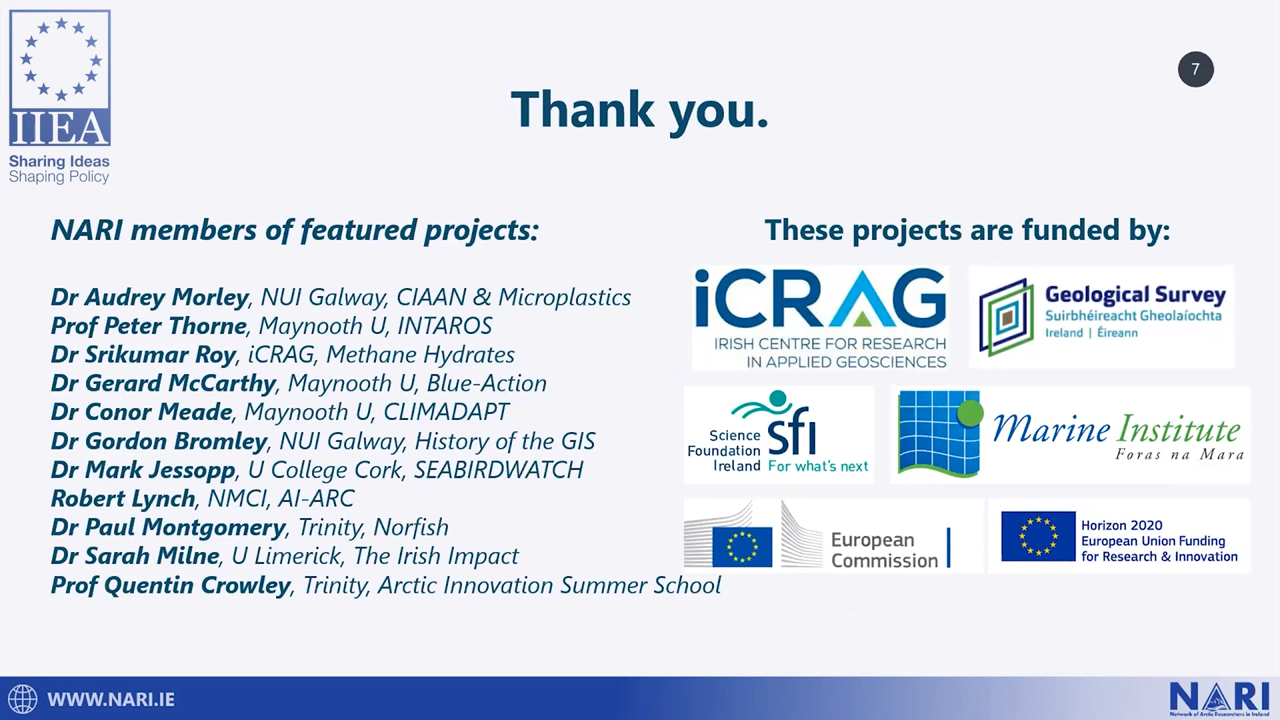 IIEA
Sharing Ideas
Shaping Policy
7
Thank you.
NARI members of featured projects:
Dr Audrey Morley, NUI Galway, CIAAN & Microplastics
Prof Peter Thorne, Maynooth U, INTAROS
Dr Srikumar Roy, iCRAG, Methane Hydrates
Dr Gerard McCarthy, Maynooth U, Blue-Action
Dr Conor Meade, Maynooth U, CLIMADAPT
Dr Gordon Bromley, NUI Galway, History of the GIS
Dr Mark Jessopp, U College Cork, SEABIRDWATCH
Robert Lynch, NMCI, AI-ARC
Dr Paul Montgomery, Trinity, Norfish
Dr Sarah Milne, U Limerick, The Irish Impact
Prof Quentin Crowley, Trinity, Arctic Innovation Summer School
These projects are funded by:
iCRAG
IRISH CENTRE FOR RESEARCH
IN APPLIED GEOSCIENCES
Geological Survey
Suirbhéireacht Gheolaíochta
Ireland | Éireann
Science
Foundation
Ireland
sfi
For what's next
Marine Institute
Foras na Mara
European
Commission
Horizon 2020
European Union Funding
for Research & Innovation
WWW.NARI.IE
NARI
Network of Arctic Researchers in Ireland